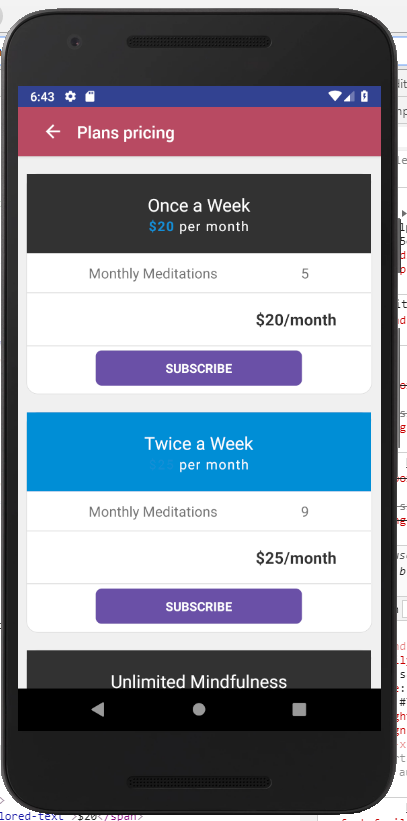 6:43
Plans pricing
Once a Week
$20 per month
Monthly Meditations 5
$20/month
SUBSCRIBE
Twice a Week
per month
Monthly Meditations 9
$25/month
SUBSCRIBE
Unlimited Mindfulness
lored-text">$20</span>